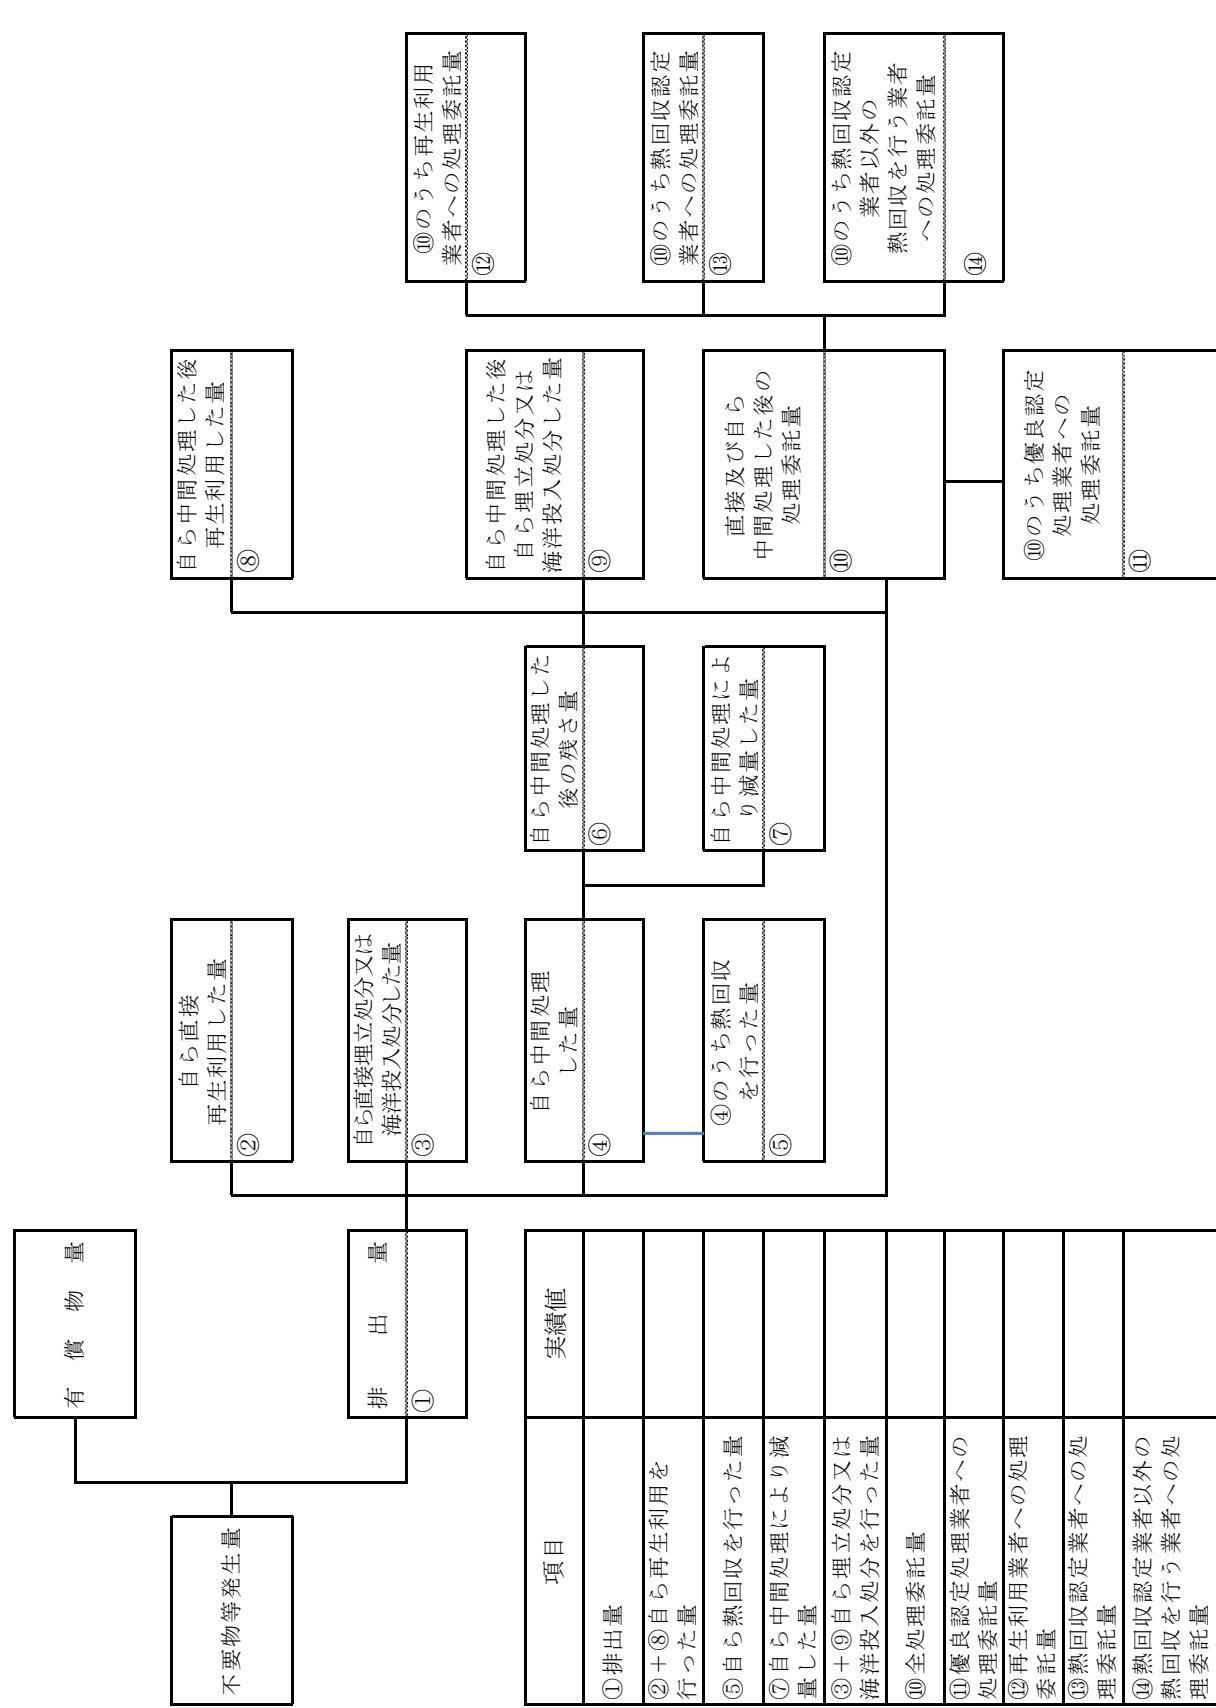 不要物等発生量
有償物量
排出量
①
自ら直接
再生利用した量
②
自ら直接埋立処分又は
海洋投入処分した量
③
自ら中間処理
した量
④
④のうち熱回収
を行った量
⑤
自ら中間処理した
後の残さ量
⑥
自ら中間処理によ
り減量した量
⑦
自ら中間処理した後
再生利用した量
⑧
自ら中間処理した後
自ら埋立処分又は
海洋投入処分した量
⑨
直接及び自ら
中間処理した後の
処理委託量
⑩
⑩のうち優良認定
処理業者への
処理委託量
⑪
⑩のうち再生利用
業者への処理委託量
⑫
⑩のうち熱回収認定
業者への処理委託量
⑬
⑩のうち熱回収認定
業者以外の
熱回収を行う業者
への処理委託量
⑭
項目
実績値
①排出量
②＋⑧自ら再生利用を
行った量
⑤自ら熱回収を行った量
⑦自ら中間処理により減
量した量
③＋⑨自ら埋立処分又は
海洋投入処分を行った量
⑩全処理委託量
⑪優良認定処理業者への
処理委託量
⑫再生利用業者への処理
委託量
⑬熱回収認定業者への処
理委託量
⑭熱回収認定業者以外の
熱回収を行う業者への処
理委託量